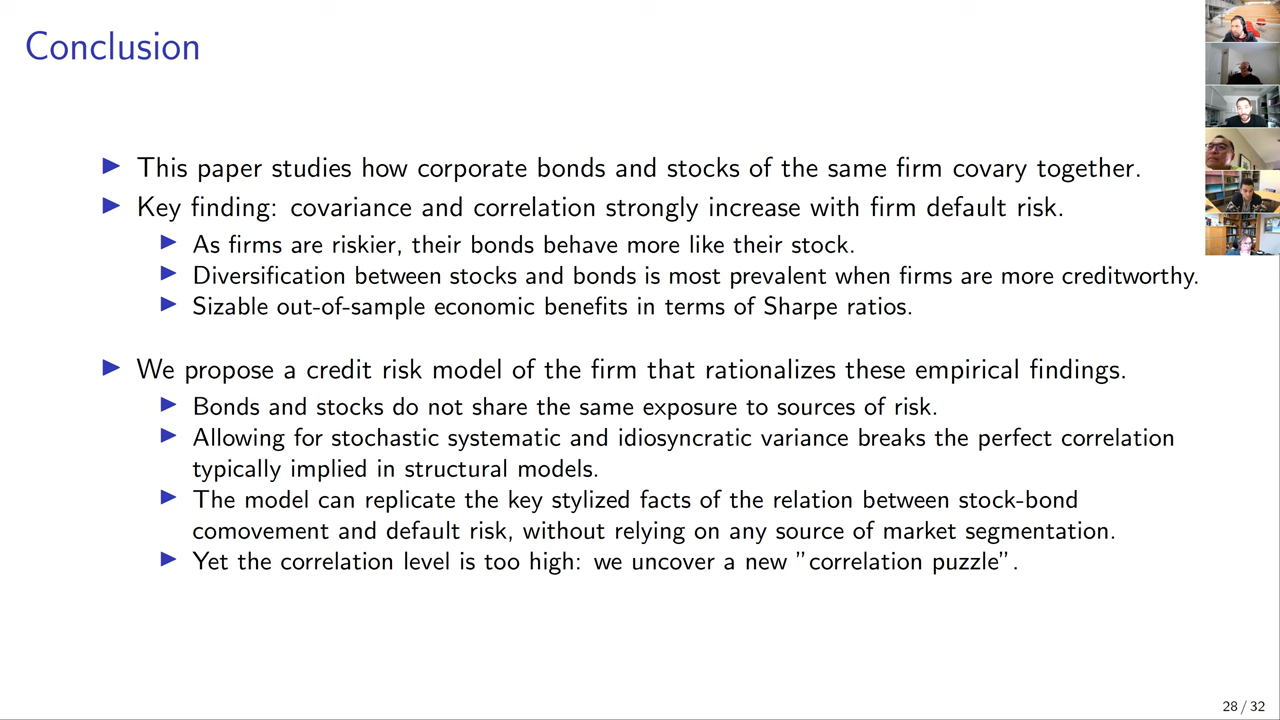 Conclusion
▶ This paper studies how corporate bonds and stocks of the same firm covary together.
▶ Key finding: covariance and correlation strongly increase with firm default risk.
▶ As firms are riskier, their bonds behave more like their stock.
▶ Diversification between stocks and bonds is most prevalent when firms are more creditworthy.
▶ Sizable out-of-sample economic benefits in terms of Sharpe ratios.
▶ We propose a credit risk model of the firm that rationalizes these empirical findings.
▶ Bonds and stocks do not share the same exposure to sources of risk.
▶ Allowing for stochastic systematic and idiosyncratic variance breaks the perfect correlation
typically implied in structural models.
▶ The model can replicate the key stylized facts of the relation between stock-bond
comovement and default risk, without relying on any source of market segmentation.
▶ Yet the correlation level is too high: we uncover a new ”correlation puzzle”.
28 / 32